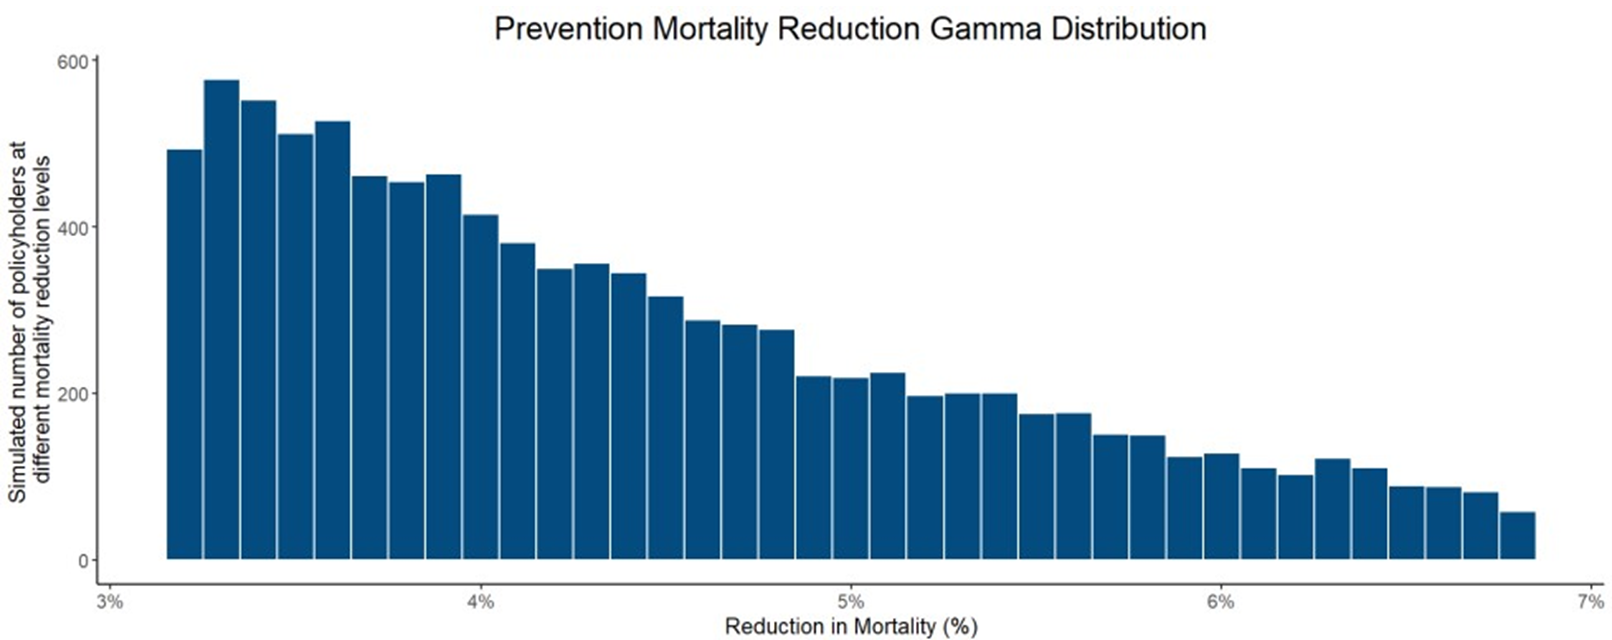 Prevention Mortality Reduction Gamma Distribution
Simulated number of policyholders at
different mortality reduction levels
600
400
200
0
3%
4%
5%
6%
7%
Reduction in Mortality (%)